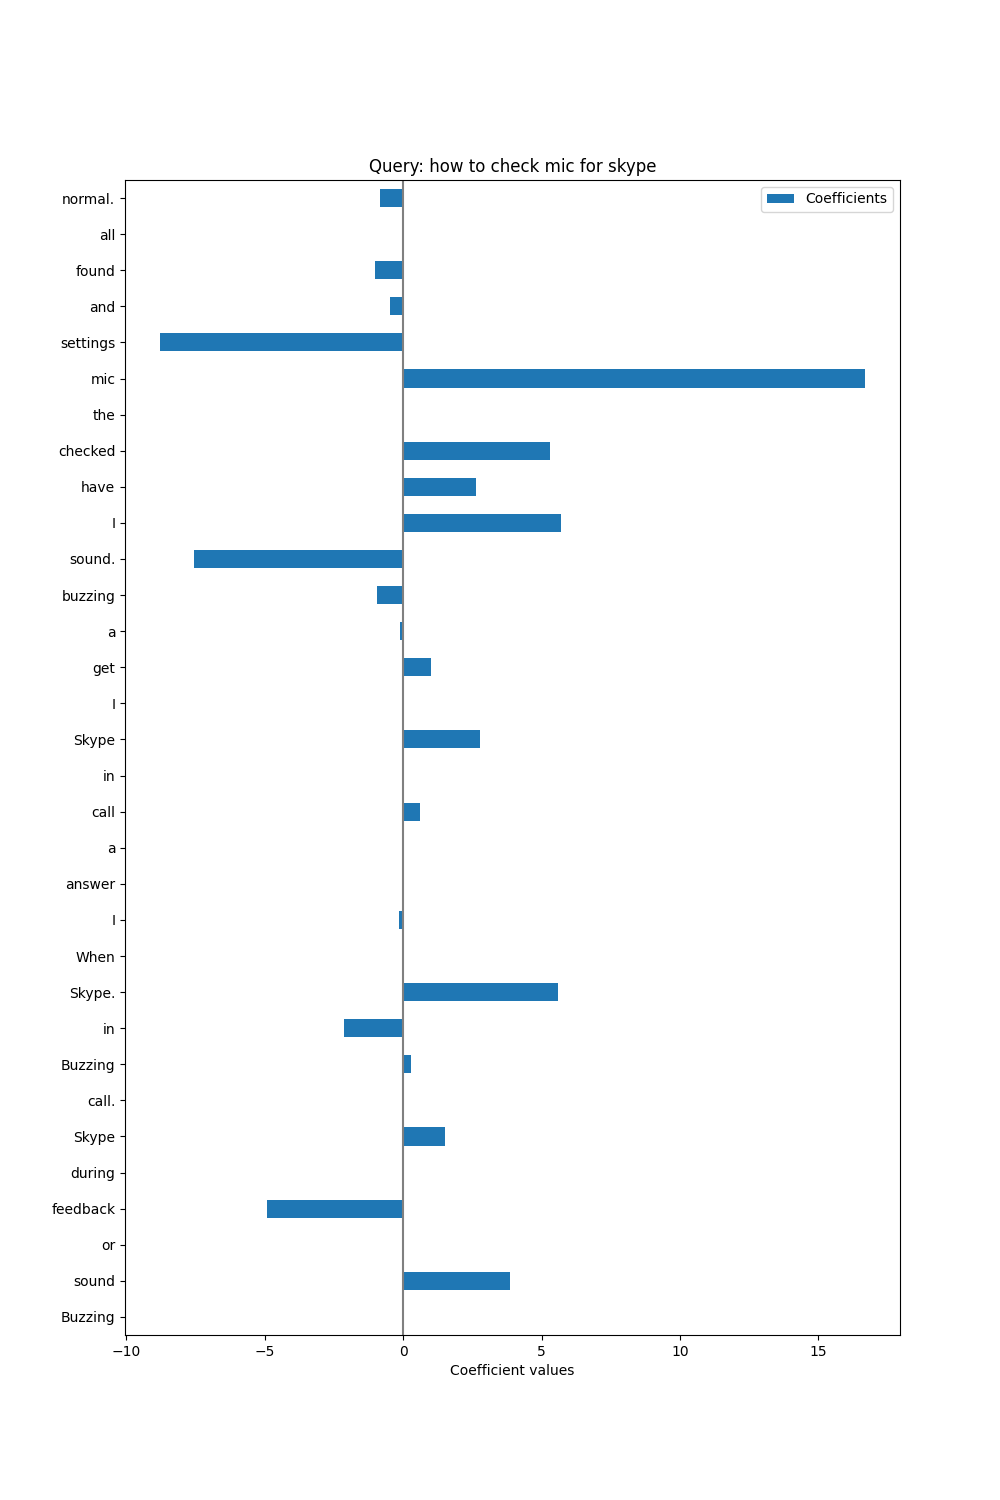 Query: how to check mic for skype
Coefficients
normal.
all
found
and
settings
mic
the
checked
have
I
sound.
buzzing
a
get
I
Skype
in
call
a
answer
I
When
Skype.
in
Buzzing
call.
Skype
during
feedback
or
sound
Buzzing
−10 −5 0 5 10 15
Coefficient values